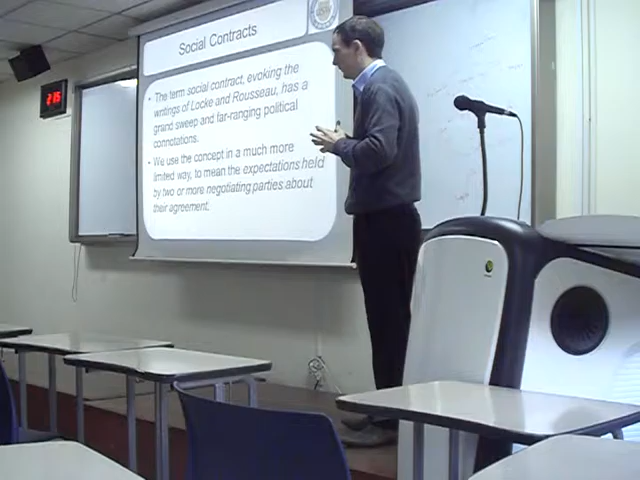 Social Contracts
• The term social contract, evoking the
writings of Locke and Rousseau, has a
grand sweep and far-ranging political
connotations.
• We use the concept in a much more
limited way, to mean the expectations held
by two or more negotiating parties about
their agreement.
2:15